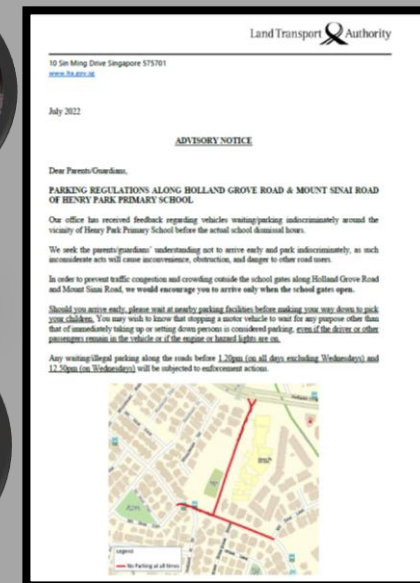 Land Transport Authority
10 Sin Ming Drive Singapore 575701
www.lta.gov.sg
July 2022
ADVISORY NOTICE
Dear Parents/Guardians,
PARKING REGULATIONS ALONG HOLLAND GROVE ROAD & MOUNT SINAI ROAD
OF HENRY PARK PRIMARY SCHOOL
Our office has received feedback regarding vehicles waiting/parking indiscriminately around the
vicinity of Henry Park Primary School before the actual school dismissal hours.
We seek the parents/guardians' understanding not to arrive early and park indiscriminately, as such
inconsiderate acts will cause inconvenience, obstruction, and danger to other road users.
In order to prevent traffic congestion and crowding outside the school gates along Holland Grove Road
and Mount Sinai Road, we would encourage you to arrive only when the school gates open.
Should you arrive early, please wait at nearby parking facilities before making your way down to pick
your children. You may wish to know that stopping a motor vehicle to wait for any purpose other than
that of immediately taking up or setting down persons is considered parking, even if the driver or other
passengers remain in the vehicle or if the engine or hazard lights are on.
Any waiting/illegal parking along the roads before 1.20pm (on all days excluding Wednesdays) and
12.50pm (on Wednesdays) will be subjected to enforcement actions.
Legend
No Parking at all times